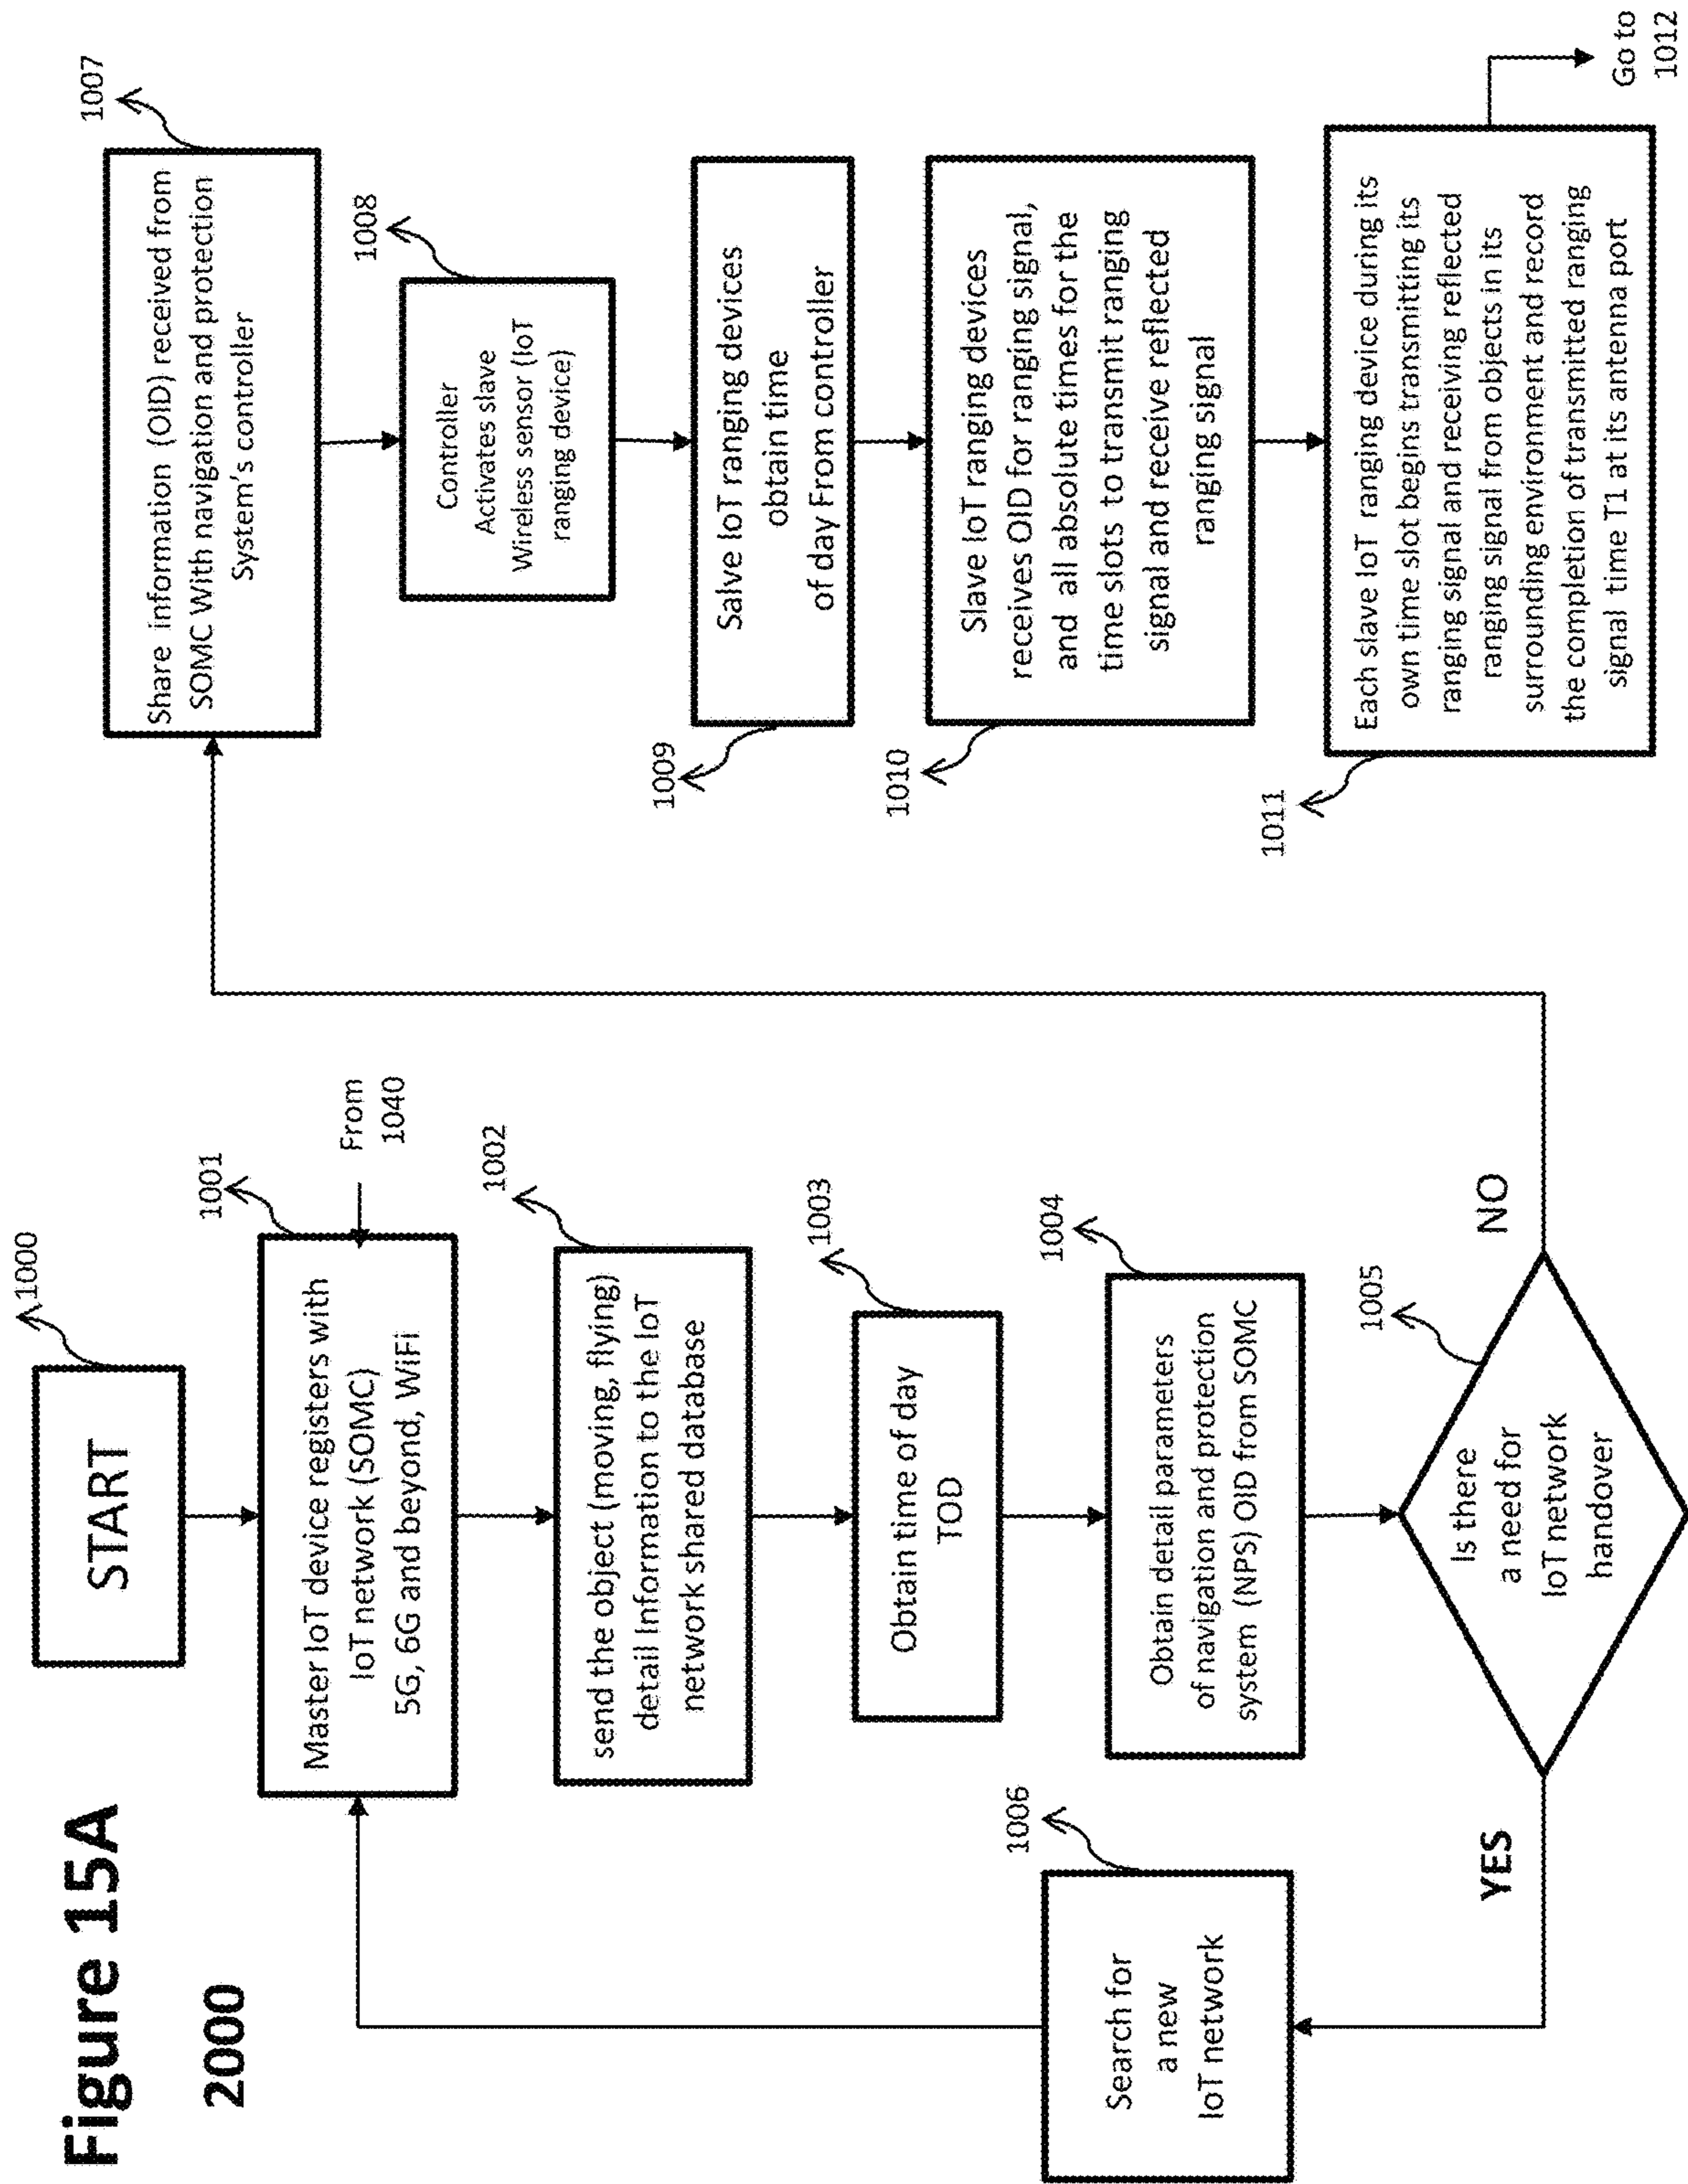 Figure 15A
2000
START
1000
Master IoT device registers with
IoT network (SOMC)
5G, 6G and beyond, WiFi
1001
From
1040
send the object (moving, flying)
detail Information to the IoT
network shared database
1002
Obtain time of day
TOD
1003
Obtain detail parameters
of navigation and protection
system (NPS) OID from SOMC
1004
Is there
a need for
IoT network
handover
1005
YES
NO
Search for
a new
IoT network
1006
Share information (OID) received from
SOMC With navigation and protection
System's controller
1007
Controller
Activates slave
Wireless sensor (IoT
ranging device)
1008
Salve IoT ranging devices
obtain time
of day From controller
1009
Slave IoT ranging devices
receives OID for ranging signal,
and all absolute times for the
time slots to transmit ranging
signal and receive reflected
ranging signal
1010
Each slave IoT ranging device during its
own time slot begins transmitting its
ranging signal and receiving reflected
ranging signal from objects in its
surrounding environment and record
the completion of transmitted ranging
signal time T1 at its antenna port
1011
Go to
1012